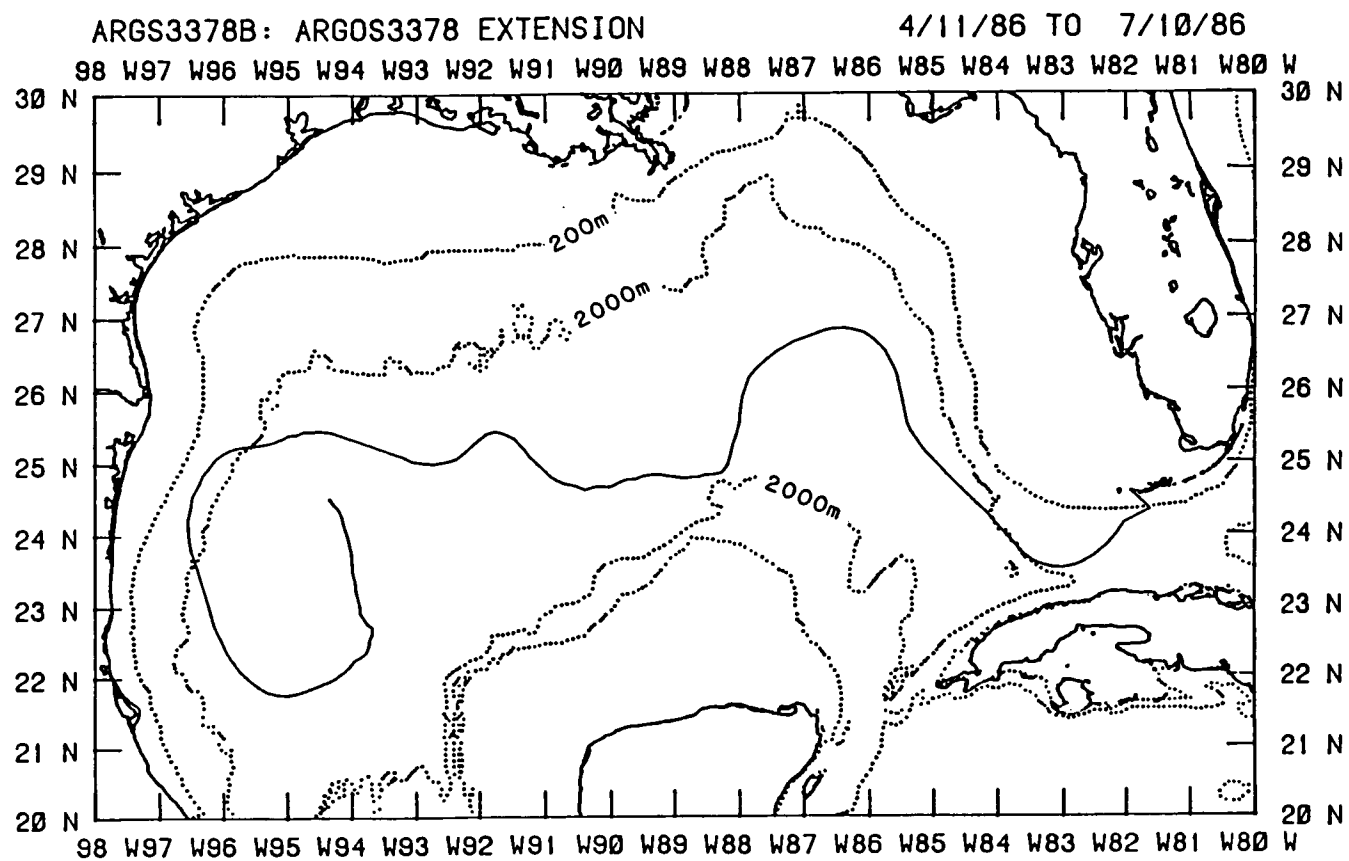 ARGS3378B: ARGOS3378 EXTENSION 4/11/86 TO 7/10/86
98 W97 W96 W95 W94 W93 W92 W91 W90 W89 W88 W87 W86 W85 W84 W83 W82 W81 W80 W
30 N 30 N
29 N 29 N
200m
28 N 28 N
2000m
27 N 27 N
26 N 26 N
25 N 25 N
2000m
24 N 24 N
23 N 23 N
22 N 22 N
21 N 21 N
20 N 20 N
98 W97 W96 W95 W94 W93 W92 W91 W90 W89 W88 W87 W86 W85 W84 W83 W82 W81 W80 W